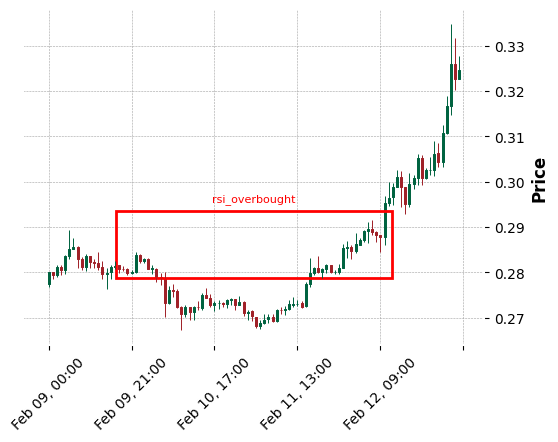 0.33
0.32
0.31
0.30
0.29
0.28
0.27
Price
rsi_overbought
Feb 09, 00:00
Feb 09, 21:00
Feb 10, 17:00
Feb 11, 13:00
Feb 12, 09:00